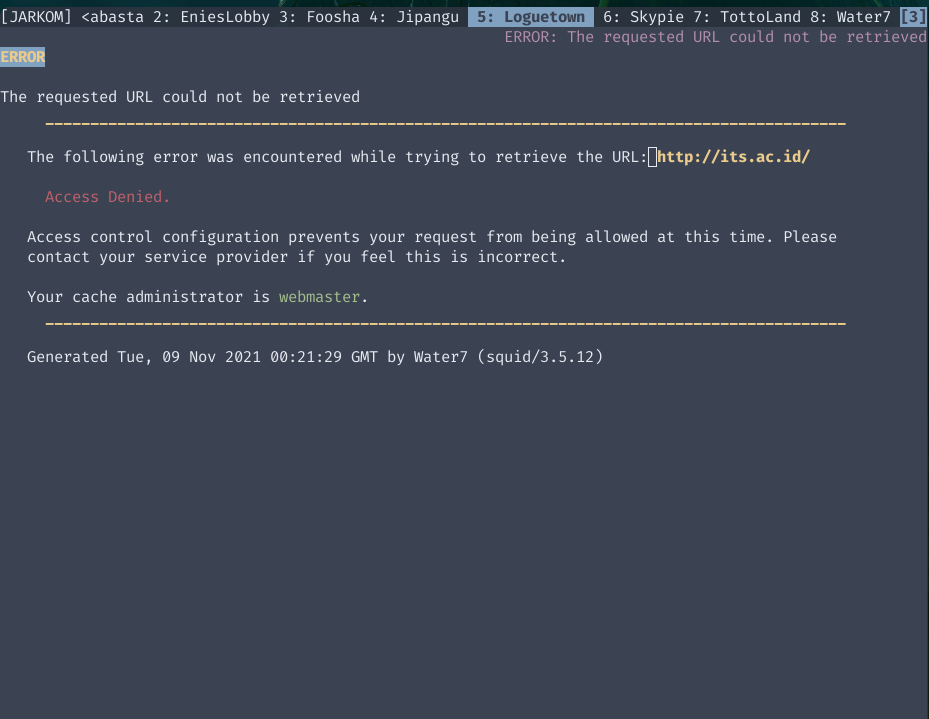 [JARKOM] <abasta 2: EniesLobby 3: Foosha 4: Jipangu 5: Loguetown 6: Skypie 7: TottoLand 8: Water7 [3]
ERROR: The requested URL could not be retrieved
ERROR
The requested URL could not be retrieved
The following error was encountered while trying to retrieve the URL: http://its.ac.id/
Access Denied.
Access control configuration prevents your request from being allowed at this time. Please
contact your service provider if you feel this is incorrect.
Your cache administrator is webmaster.
Generated Tue, 09 Nov 2021 00:21:29 GMT by Water7 (squid/3.5.12)